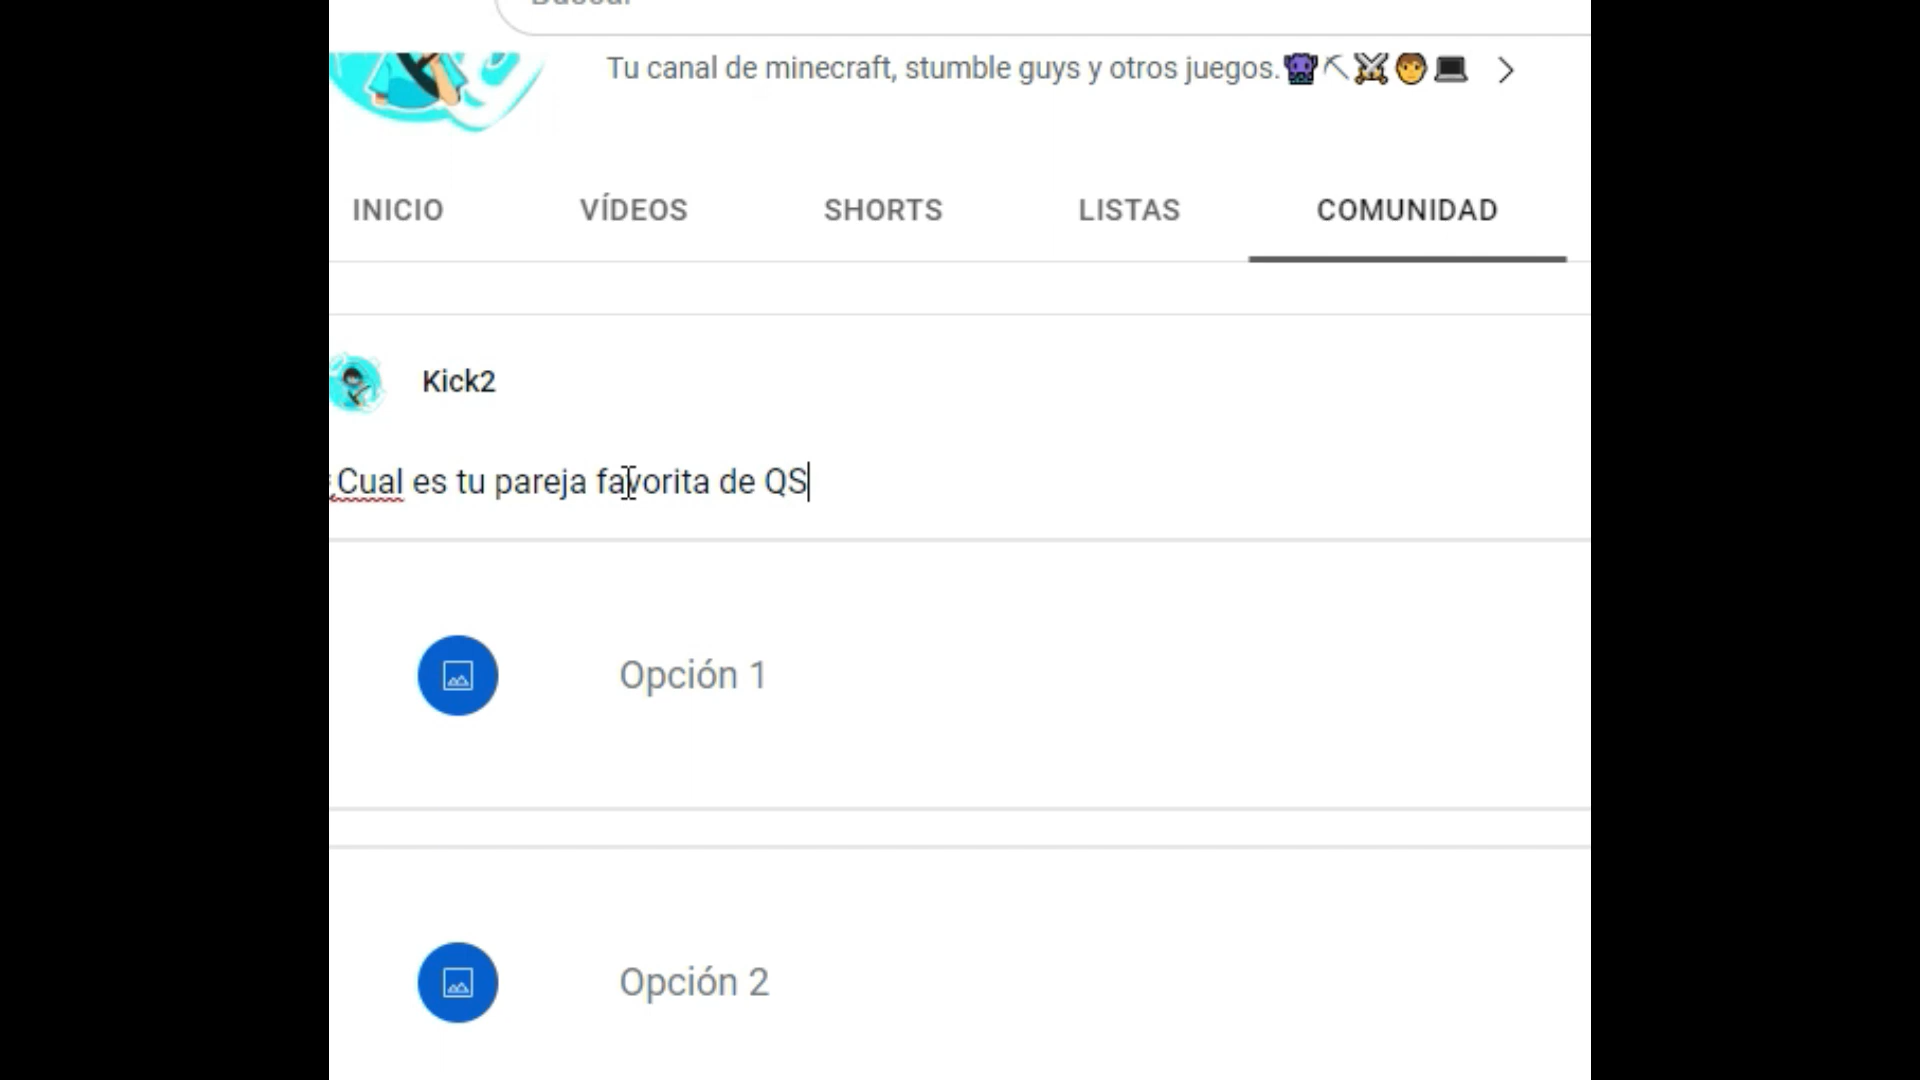 Buscar
Tu canal de minecraft, stumble guys y otros juegos.
INICIO
VÍDEOS
SHORTS
LISTAS
COMUNIDAD
Kick2
¿Cual es tu pareja favorita de QS
Opción 1
Opción 2